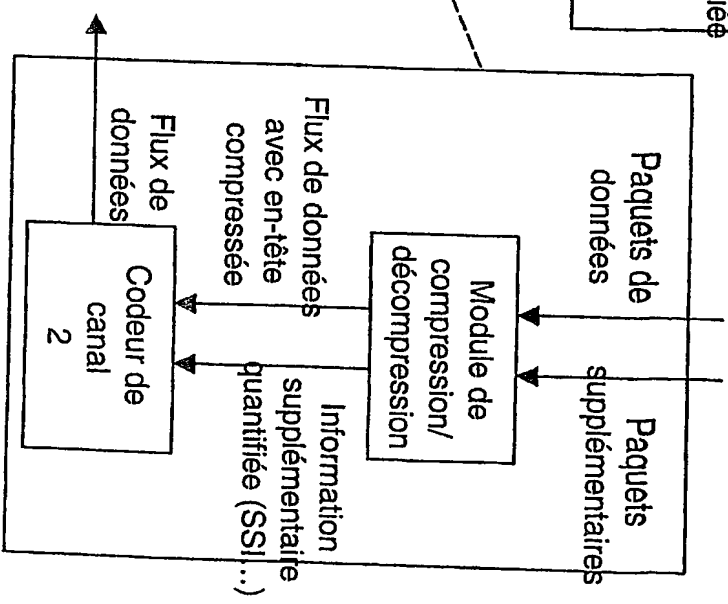 uée
Paquets de
données
Paquets
supplémentaires
Module de
compression/
décompression
Flux de données
avec en-tête
compressée
Information
supplémentaire
quantifiée (SSI...)
Flux de
données
Codeur de
canal
2